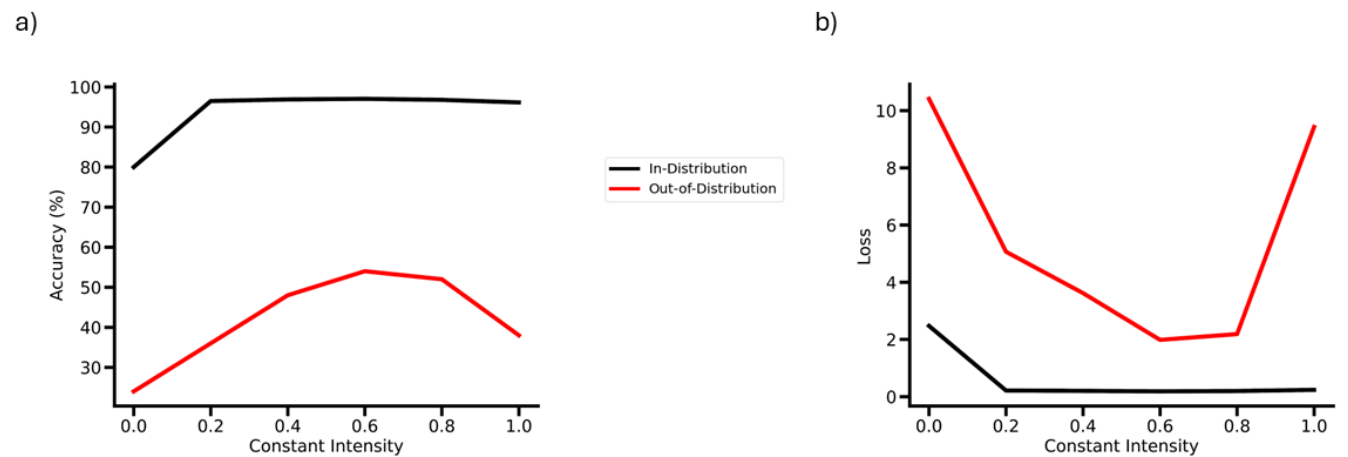 a)
b)
100
90
80
70
60
50
40
30
Accuracy (%)
0.0 0.2 0.4 0.6 0.8 1.0
Constant Intensity
In-Distribution
Out-of-Distribution
10
8
6
4
2
0
Loss
0.0 0.2 0.4 0.6 0.8 1.0
Constant Intensity